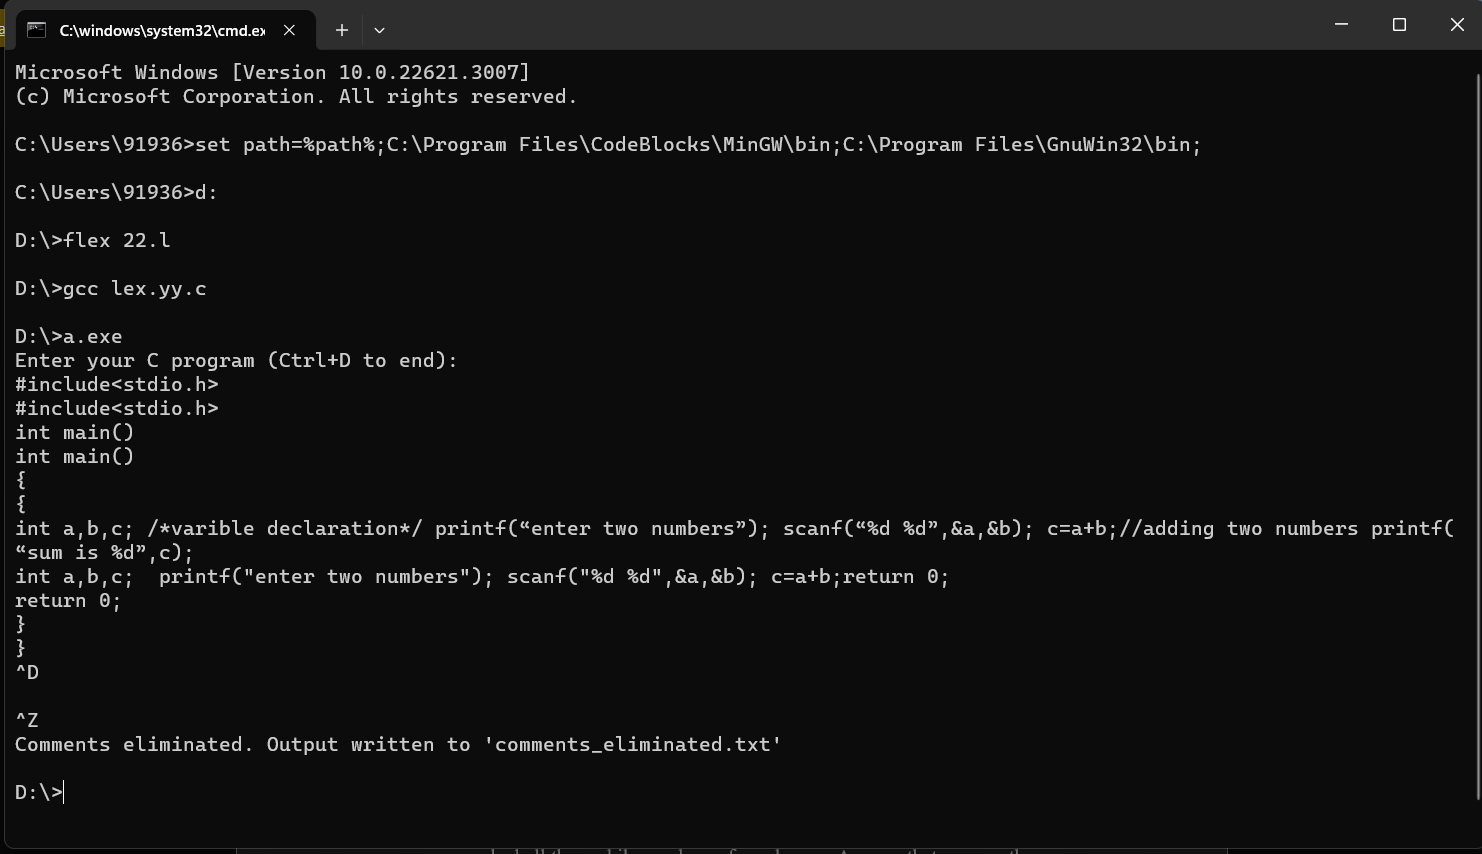 C:\windows\system32\cmd.ex
Microsoft Windows [Version 10.0.22621.3007]
(c) Microsoft Corporation. All rights reserved.
C:\Users\91936>set path=%path%;C:\Program Files\CodeBlocks\MinGW\bin;C:\Program Files\GnuWin32\bin;
C:\Users\91936>d:
D:\>flex 22.l
D:\>gcc lex.yy.c
D:\>a.exe
Enter your C program (Ctrl+D to end):
#include<stdio.h>
#include<stdio.h>
int main()
int main()
{
{
int a,b,c; /*varible declaration*/ printf(“enter two numbers”); scanf(“%d %d”,&a,&b); c=a+b;//adding two numbers printf(
“sum is %d”,c);
int a,b,c;  printf("enter two numbers"); scanf("%d %d",&a,&b); c=a+b;return 0;
return 0;
}
}
^D
^Z
Comments eliminated. Output written to 'comments_eliminated.txt'
D:\>